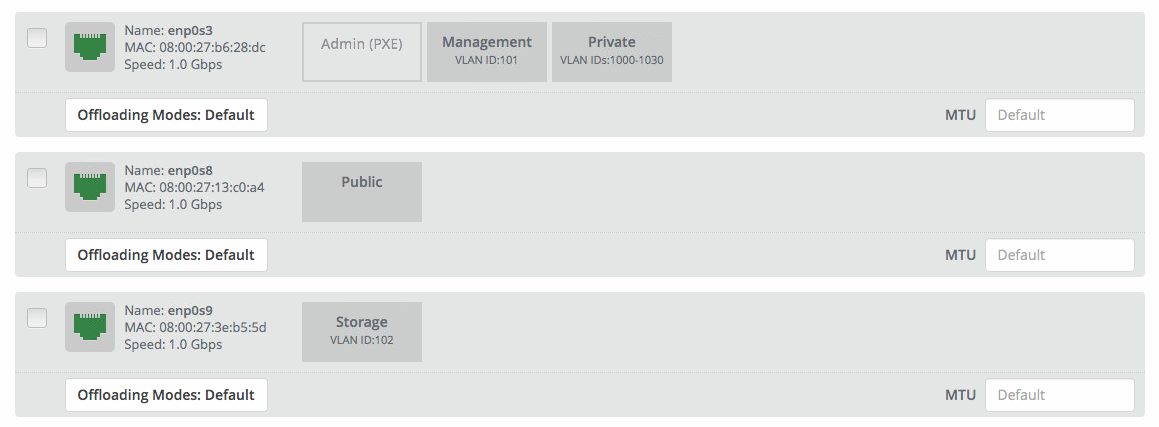 Name: enp0s3
MAC: 08:00:27:b6:28:dc
Speed: 1.0 Gbps
Admin (PXE)
Management
VLAN ID:101
Private
VLAN IDs:1000-1030
Offloading Modes: Default
MTU
Default
Name: enp0s8
MAC: 08:00:27:13:c0:a4
Speed: 1.0 Gbps
Public
Offloading Modes: Default
MTU
Default
Name: enp0s9
MAC: 08:00:27:3e:b5:5d
Speed: 1.0 Gbps
Storage
VLAN ID:102
Offloading Modes: Default
MTU
Default